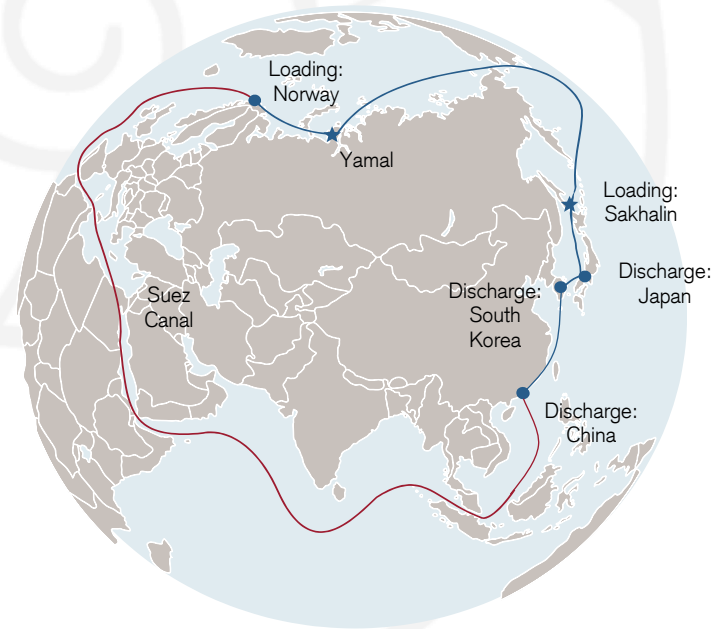 Loading:
Norway
Yamal
Loading:
Sakhalin
Discharge:
Japan
Suez
Canal
Discharge:
South
Korea
Discharge:
China